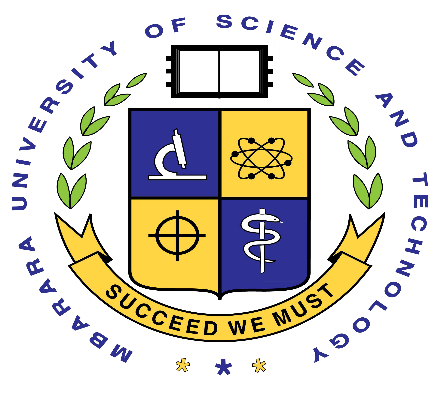 MBARARA UNIVERSITY OF SCIENCE AND TECHNOLOGY
SUCCEED WE MUST